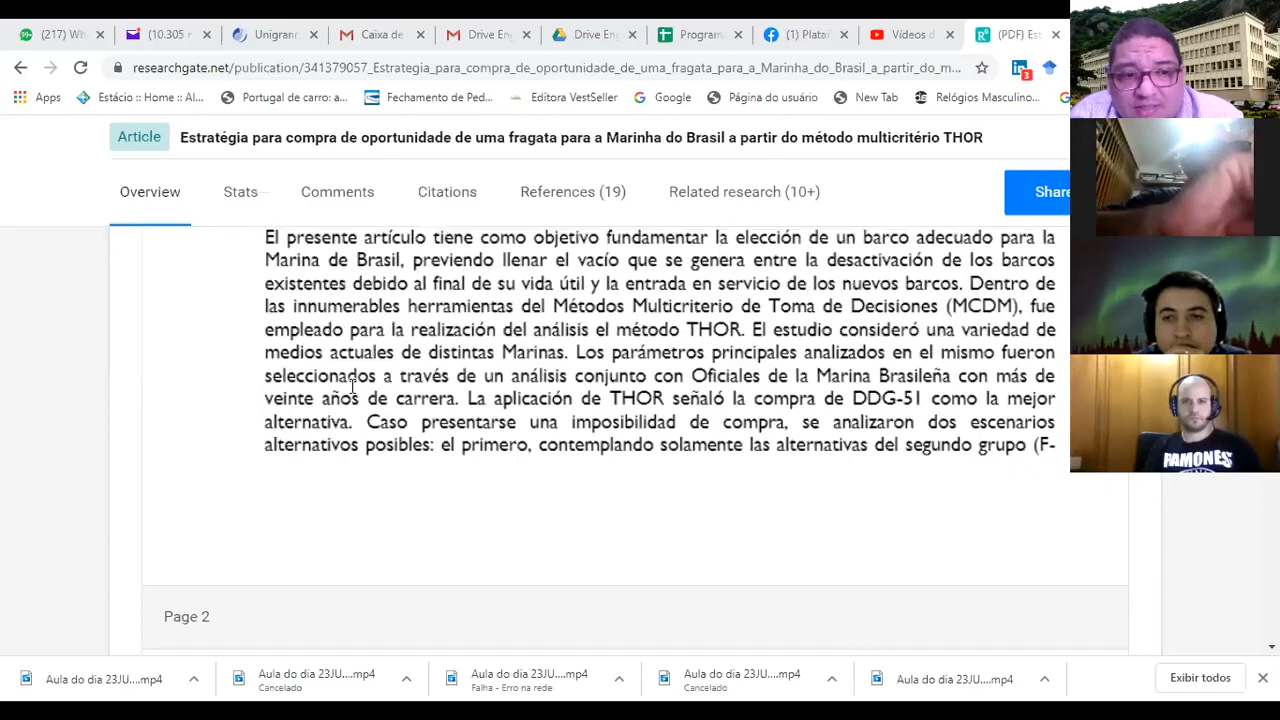 (217) Wh
(10.305 r
Unigranr
Caixa de
Drive En
Drive En
Program
(1) Platai
Vídeos d
(PDF) Es
researchgate.net/publication/341379057_Estrategia_para_compra_de_oportunidade_de_uma_fragata_para_a_Marinha_do_Brasil_a_partir_do_m...
3
Apps
Estácio :: Home :: Al...
Portugal de carro: a...
Fechamento de Ped...
Editora VestSeller
Google
Página do usuário
New Tab
Relógios Masculino...
Article
Estratégia para compra de oportunidade de uma fragata para a Marinha do Brasil a partir do método multicritério THOR
Overview
Stats
Comments
Citations
References (19)
Related research (10+)
Share
El presente artículo tiene como objetivo fundamentar la elección de un barco adecuado para la
Marina de Brasil, previendo llenar el vacío que se genera entre la desactivación de los barcos
existentes debido al final de su vida útil y la entrada en servicio de los nuevos barcos. Dentro de
las innumerables herramientas del Métodos Multicriterio de Toma de Decisiones (MCDM), fue
empleado para la realización del análisis el método THOR. El estudio consideró una variedad de
medios actuales de distintas Marinas. Los parámetros principales analizados en el mismo fueron
seleccionados a través de un análisis conjunto con Oficiales de la Marina Brasileña con más de
veinte años de carrera. La aplicación de THOR señaló la compra de DDG-51 como la mejor
alternativa. Caso presentarse una imposibilidad de compra, se analizaron dos escenarios
alternativos posibles: el primero, contemplando solamente las alternativas del segundo grupo (F-
RAMONES
Page 2
Aula do dia 23JU....mp4
Aula do dia 23JU....mp4
Cancelado
Aula do dia 23JU....mp4
Falha - Erro na rede
Aula do dia 23JU....mp4
Cancelado
Aula do dia 23JU....mp4
Exibir todos